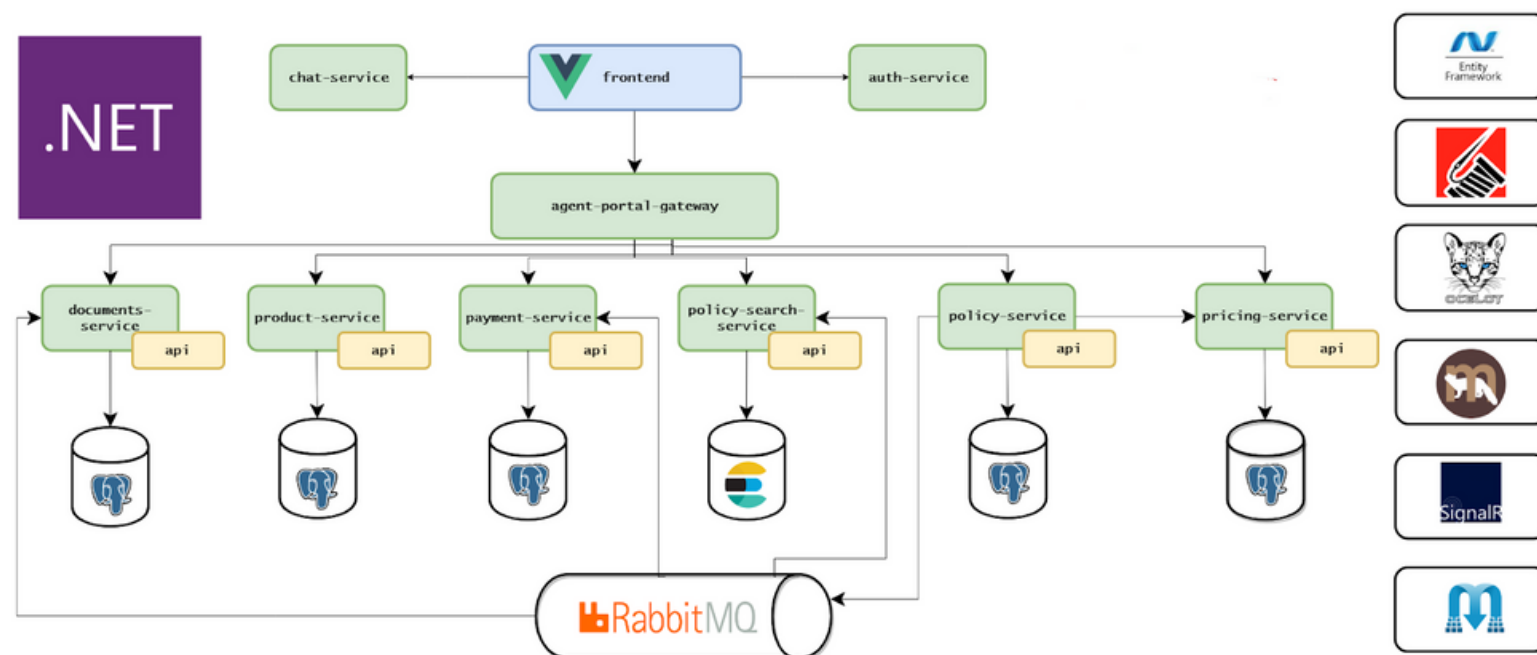 .NET
chat-service
frontend
auth-service
agent-portal-gateway
documents-
service
api
product-service
api
payment-service
api
policy-search-
service
api
policy-service
api
pricing-service
api
RabbitMQ
Entity
Framework
OCELOT
m
SignalR